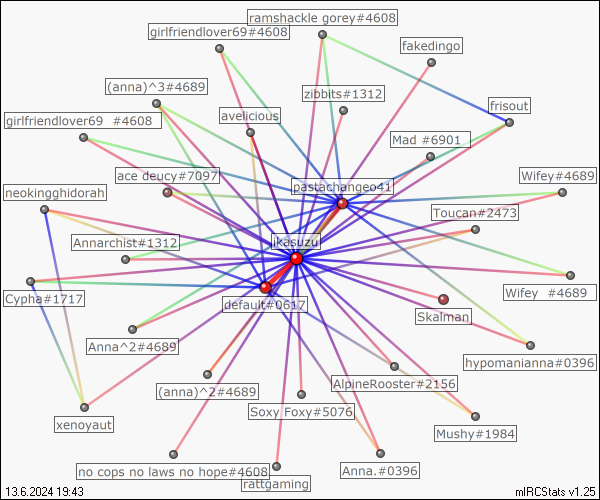 ramshackle gorey#4608
girlfriendlover69#4608
fakedingo
(anna)^3#4689
zibbits#1312
frisout
avelicious
girlfriendlover69  #4608
Mad #6901
ace deucy#7097
pastachangeo41
Wifey#4689
neokingghidorah
Toucan#2473
Annarchist#1312
ikasuzu
Cypha#1717
default#0617
Wifey  #4689
Skalman
Anna^2#4689
hypomanianna#0396
(anna)^2#4689
AlpineRooster#2156
Soxy Foxy#5076
xenoyaut
Mushy#1984
no cops no laws no hope#4608
Anna.#0396
rattgaming
13.6.2024 19:43
mIRCStats v1.25